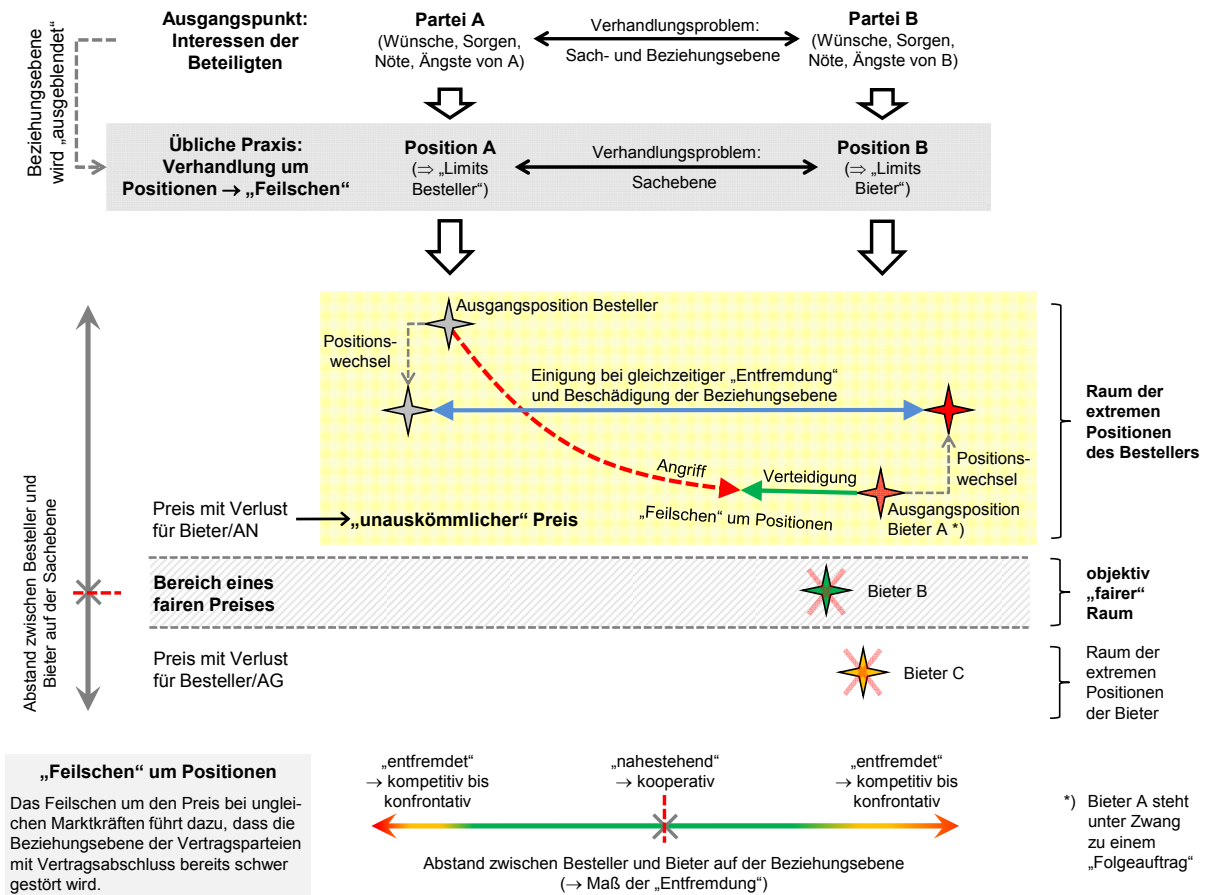 Ausgangspunkt:
Interessen der
Beteiligten
Partei A
(Wünsche, Sorgen,
Nöte, Ängste von A)
Verhandlungsproblem:
Sach- und Beziehungsebene
Partei B
(Wünsche, Sorgen,
Nöte, Ängste von B)
Beziehungsebene
wird „ausgeblendet“
Übliche Praxis:
Verhandlung um
Positionen → „Feilschen“
Position A
(⇒ „Limits
Besteller“)
Verhandlungsproblem:
Sachebene
Position B
(⇒ „Limits
Bieter“)
Ausgangsposition Besteller
Positions-
wechsel
Einigung bei gleichzeitiger „Entfremdung“
und Beschädigung der Beziehungsebene
Angriff
Verteidigung
Positions-
wechsel
„Feilschen“ um Positionen
Ausgangsposition
Bieter A *)
Raum der
extremen
Positionen
des Bestellers
Abstand zwischen Besteller und
Bieter auf der Sachebene
Preis mit Verlust
für Bieter/AN
„unauskömmlicher“ Preis
Bereich eines
fairen Preises
Bieter B
objektiv
„fairer“
Raum
Preis mit Verlust
für Besteller/AG
Bieter C
Raum der
extremen
Positionen
der Bieter
„Feilschen“ um Positionen
Das Feilschen um den Preis bei unglei-
chen Marktkräften führt dazu, dass die
Beziehungsebene der Vertragsparteien
mit Vertragsabschluss bereits schwer
gestört wird.
„entfremdet“
→ kompetitiv bis
konfrontativ
„nahestehend“
→ kooperativ
„entfremdet“
→ kompetitiv bis
konfrontativ
Abstand zwischen Besteller und Bieter auf der Beziehungsebene
(→ Maß der „Entfremdung“)
*) Bieter A steht
unter Zwang
zu einem
„Folgeauftrag“